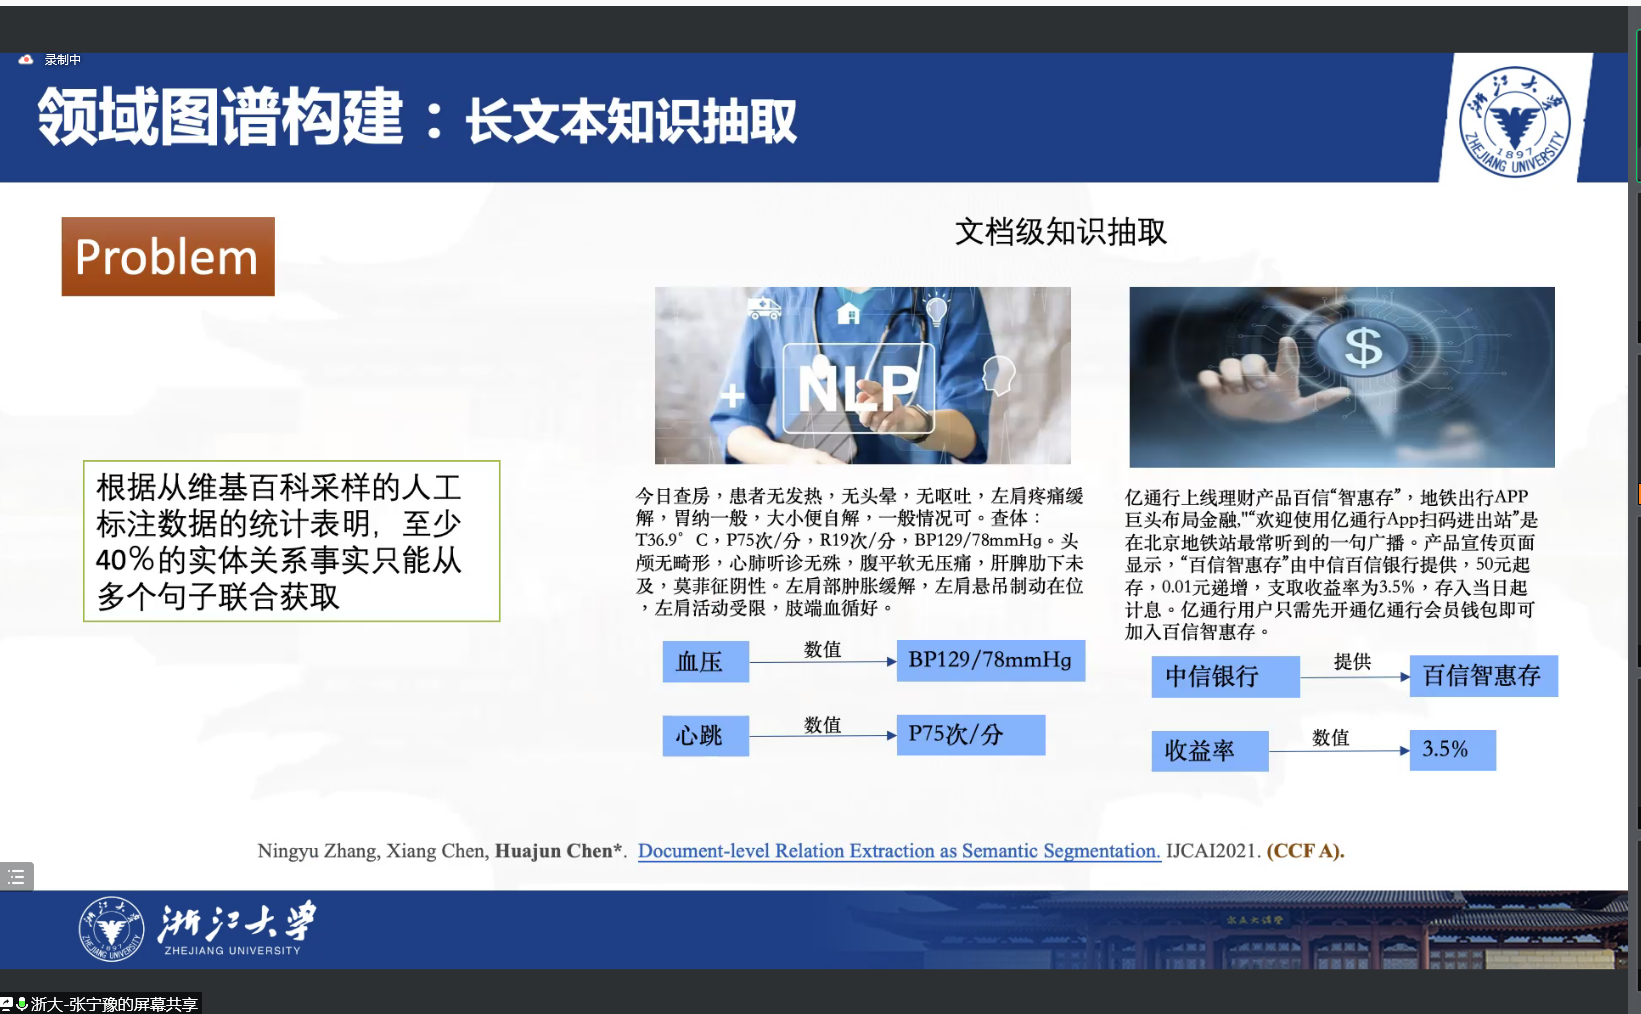 录制中
领域图谱构建：长文本知识抽取
浙江大学
1897
ZHEJIANG UNIVERSITY
Problem
根据从维基百科采样的人工
标注数据的统计表明，至少
40%的实体关系事实只能从
多个句子联合获取
文档级知识抽取
NLP
$
今日查房，患者无发热，无头晕，无呕吐，左肩疼痛缓
解，胃纳一般，大小便自解，一般情况可。查体：
T36.9°C，P75次/分，R19次/分，BP129/78mmHg。头
颅无畸形，心肺听诊无殊，腹平软无压痛，肝脾肋下未
及，莫菲征阴性。左肩部肿胀缓解，左肩悬吊制动在位
，左肩活动受限，肢端血循好。
血压
数值
BP129/78mmHg
心跳
数值
P75次/分
亿通行上线理财产品百信“智惠存”，地铁出行APP
巨头布局金融,"“欢迎使用亿通行App扫码进出站”是
在北京地铁站最常听到的一句广播。产品宣传页面
显示，“百信智惠存”由中信百信银行提供，50元起
存，0.01元递增，支取收益率为3.5%，存入当日起
计息。亿通行用户只需先开通亿通行会员钱包即可
加入百信智惠存。
中信银行
提供
百信智惠存
收益率
数值
3.5%
Ningyu Zhang, Xiang Chen, Huajun Chen*. Document-level Relation Extraction as Semantic Segmentation. IJCAI2021. (CCF A).
浙江大学
ZHEJIANG UNIVERSITY
浙大-张宁豫的屏幕共享